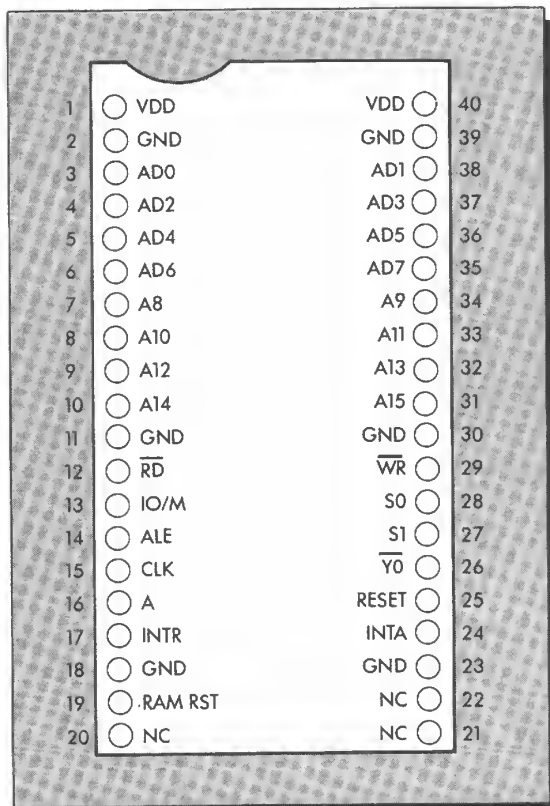 1 VDD VDD 40
2 GND GND 39
3 AD0 AD1 38
4 AD2 AD3 37
5 AD4 AD5 36
6 AD6 AD7 35
7 A8 A9 34
8 A10 A11 33
9 A12 A13 32
10 A14 A15 31
11 GND GND 30
12 R̅D̅ W̅R̅ 29
13 IO/M S0 28
14 ALE S1 27
15 CLK Y̅0̅ 26
16 A RESET 25
17 INTR INTA 24
18 GND GND 23
19 RAM RST NC 22
20 NC NC 21